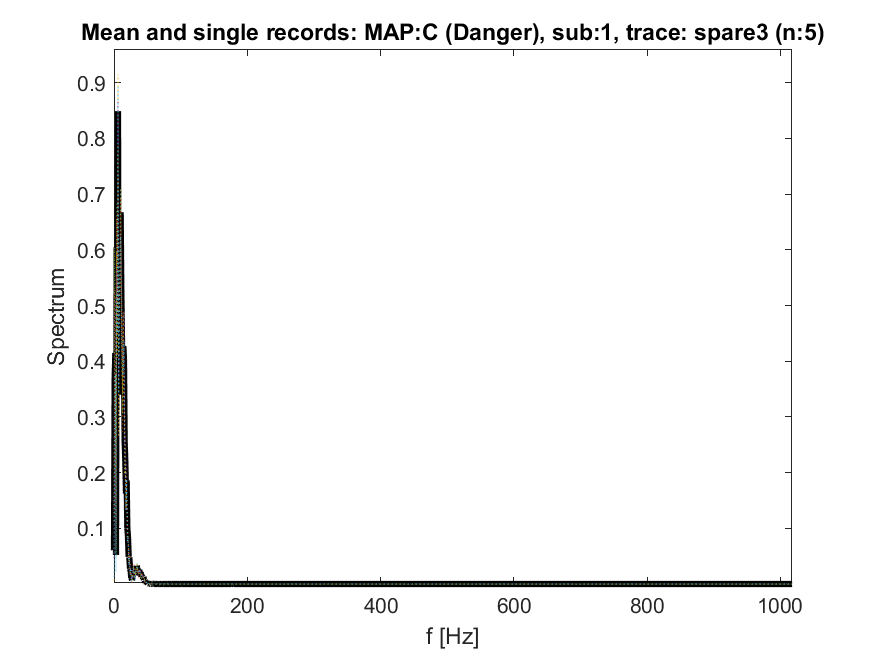 Mean and single records: MAP:C (Danger), sub:1, trace: spare3 (n:5)
0.9
0.8
0.7
0.6
0.5
0.4
0.3
0.2
0.1
Spectrum
0 200 400 600 800 1000
f [Hz]